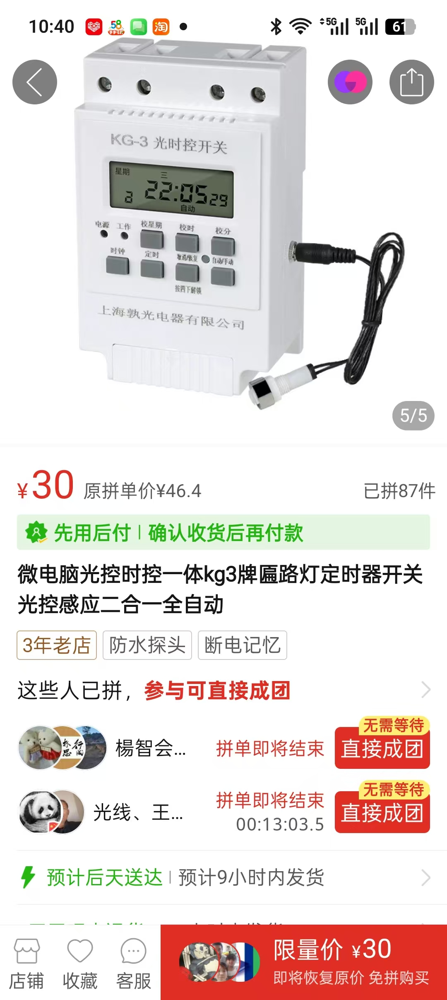 10:40
58
淘
5G
5G
61
KG-3 光时控开关
星期
三
22:05 29
自动
电源 工作 校星期 校时 校分
时钟 定时 取消/恢复 自动/手动
按四下解锁
上海孰光电器有限公司
5/5
¥30 原拼单价¥46.4 已拼87件
先用后付 | 确认收货后再付款
微电脑光控时控一体kg3牌匾路灯定时器开关
光控感应二合一全自动
3年老店 防水探头 断电记忆
这些人已拼，参与可直接成团
无需等待
楊智会... 拼单即将结束 直接成团
无需等待
光线、王... 拼单即将结束 直接成团
00:13:03.5
预计后天送达 | 预计9小时内发货
限量价 ¥30
店铺 收藏 客服 即将恢复原价 免拼购买